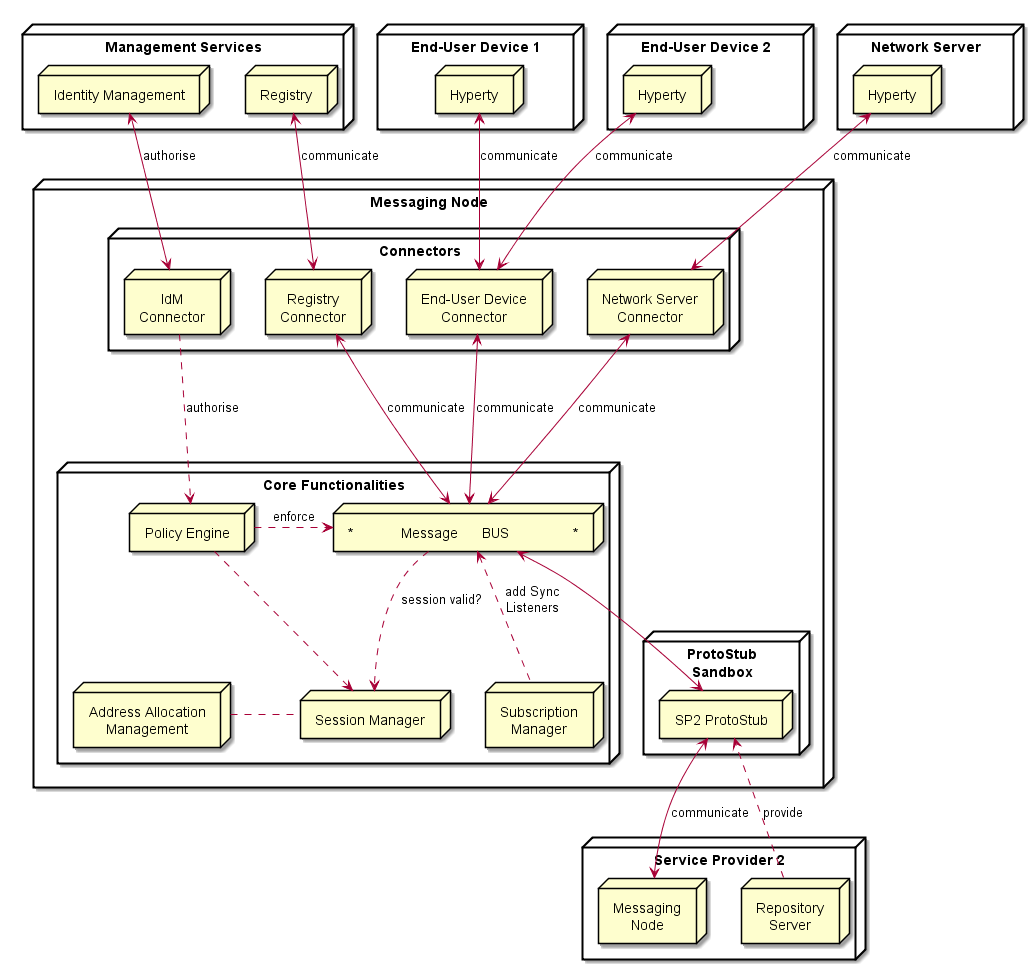 Management Services
End-User Device 1
End-User Device 2
Network Server
Identity Management
Registry
Hyperty
Hyperty
Hyperty
authorise
communicate
communicate
communicate
communicate
Messaging Node
Connectors
IdM
Connector
Registry
Connector
End-User Device
Connector
Network Server
Connector
authorise
communicate
communicate
communicate
Core Functionalities
Policy Engine
enforce
* Message BUS *
session valid?
add Sync
Listeners
ProtoStub
Sandbox
Address Allocation
Management
Session Manager
Subscription
Manager
SP2 ProtoStub
communicate
provide
Service Provider 2
Messaging
Node
Repository
Server